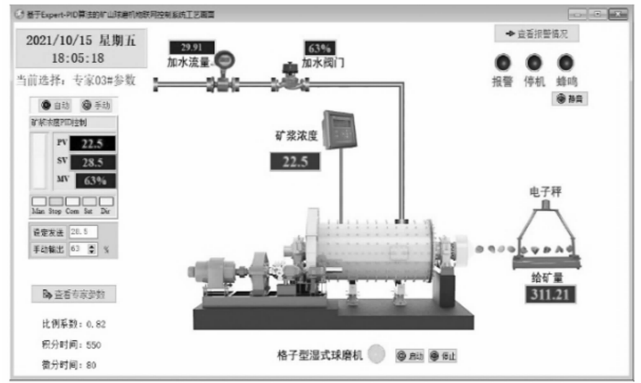 基于Expert-PID算法的矿山球磨机物联网控制系统工艺画面
2021/10/15 星期五
18:05:18
当前选择：专家03#参数
自动 手动
矿浆浓度PID控制
PV 22.5
SV 28.5
MV 63%
Man Stop Com Set Dir
设定发送 28.5
手动输出 63 %
查看专家参数
比例系数：0.82
积分时间：550
微分时间：80
29.91
加水流量
63%
加水阀门
矿浆浓度
22.5
格子型湿式球磨机
启动 停止
查看报警情况
报警 停机 蜂鸣
静音
电子秤
给矿量
311.21